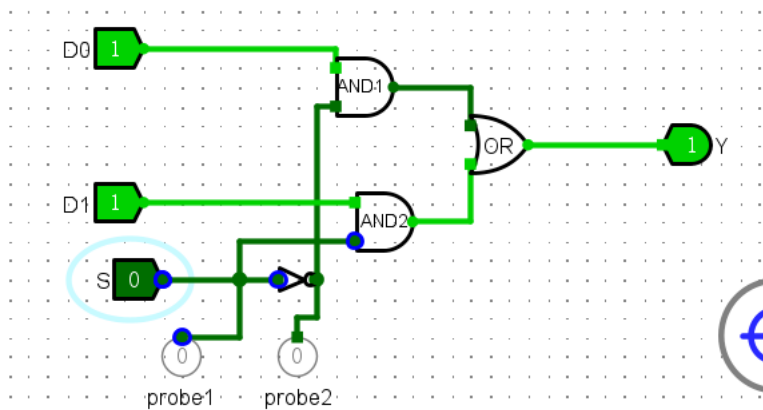 D0 1
AND1
OR
1 Y
D1 1
AND2
S 0
0
0
probe1
probe2